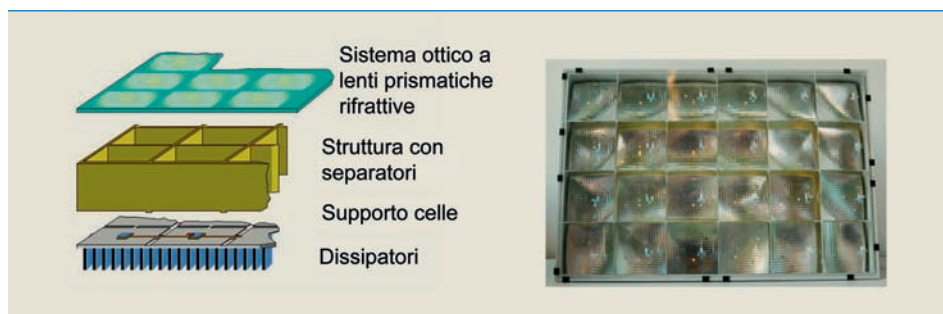 Sistema ottico a
lenti prismatiche
rifrattive
Struttura con
separatori
Supporto celle
Dissipatori